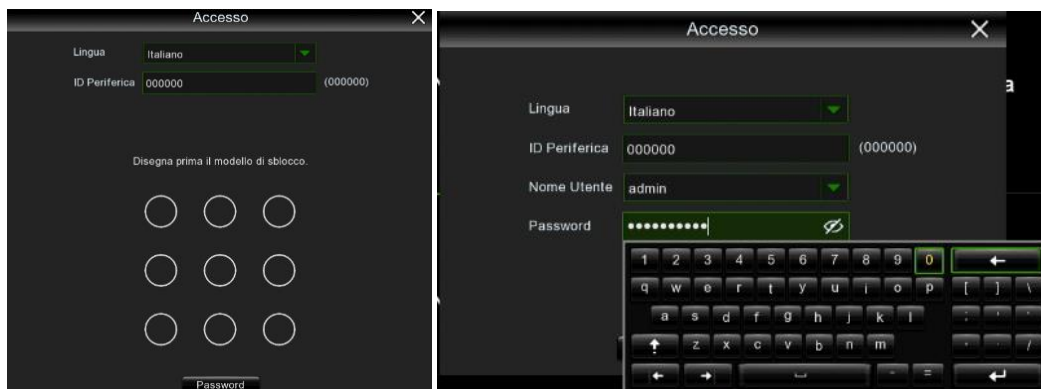 Accesso
Lingua
Italiano
ID Periferica
000000
(000000)
Disegna prima il modello di sblocco.
Password
Accesso
a
Lingua
Italiano
ID Periferica
000000
(000000)
Nome Utente
admin
Password
••••••••••
1 2 3 4 5 6 7 8 9 0
q w e r t y u i o p [ ] \
a s d f g h j k l ; '
z x c v b n m /
- =